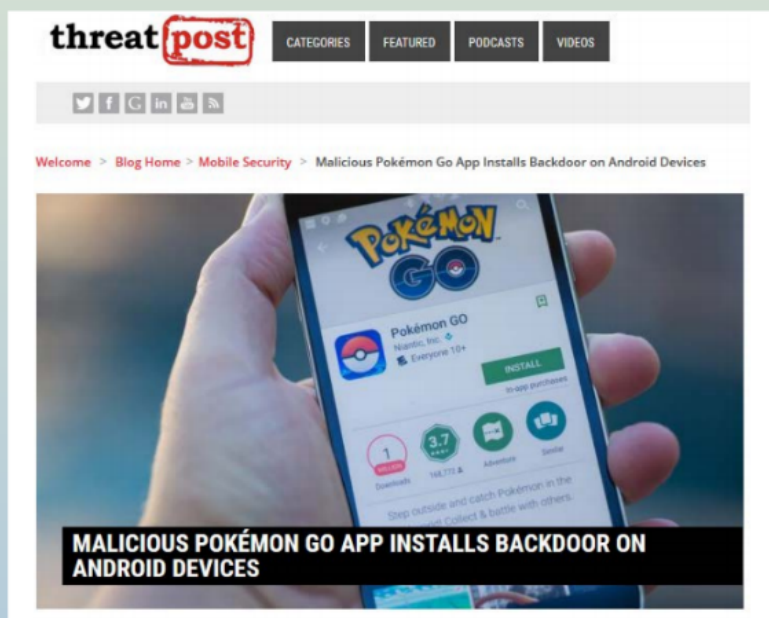 threat post
CATEGORIES
FEATURED
PODCASTS
VIDEOS
Welcome > Blog Home > Mobile Security > Malicious Pokémon Go App Installs Backdoor on Android Devices
POKÉMON
GO
Pokémon GO
Niantic, Inc.
Everyone 10+
INSTALL
In-app purchases
1
MILLION
3.7
Downloads
168,772
Adventure
Similar
Step outside and catch Pokémon in the
Collect & battle with others.
MALICIOUS POKÉMON GO APP INSTALLS BACKDOOR ON
ANDROID DEVICES